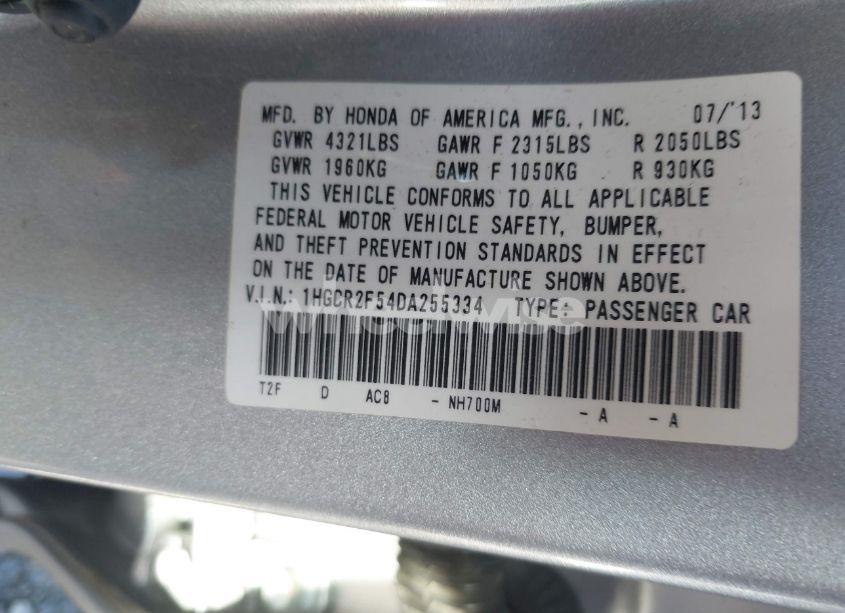 MFD. BY HONDA OF AMERICA MFG., INC. 07/'13
GVWR 4321LBS GAWR F 2315LBS R 2050LBS
GVWR 1960KG GAWR F 1050KG R 930KG
THIS VEHICLE CONFORMS TO ALL APPLICABLE
FEDERAL MOTOR VEHICLE SAFETY, BUMPER,
AND THEFT PREVENTION STANDARDS IN EFFECT
ON THE DATE OF MANUFACTURE SHOWN ABOVE.
V.I.N.: 1HGCR2F54DA255334 TYPE: PASSENGER CAR
wheelwise
T2F D AC8 - NH700M - A - A